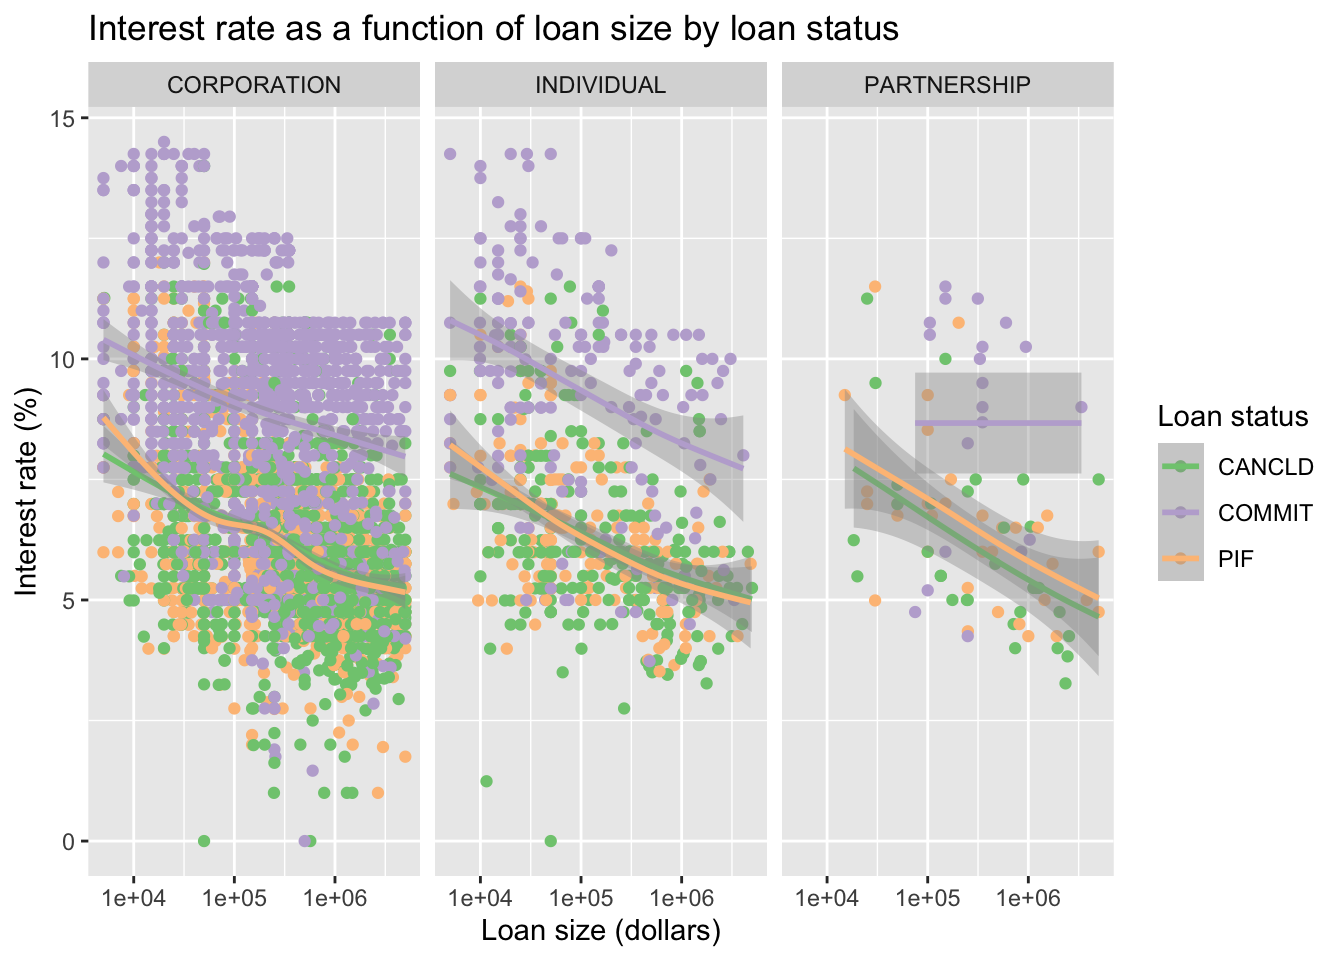 Interest rate as a function of loan size by loan status
CORPORATION INDIVIDUAL PARTNERSHIP
15
10
5
0
Interest rate (%)
1e+04 1e+05 1e+06 1e+04 1e+05 1e+06 1e+04 1e+05 1e+06
Loan size (dollars)
Loan status
CANCLD
COMMIT
PIF